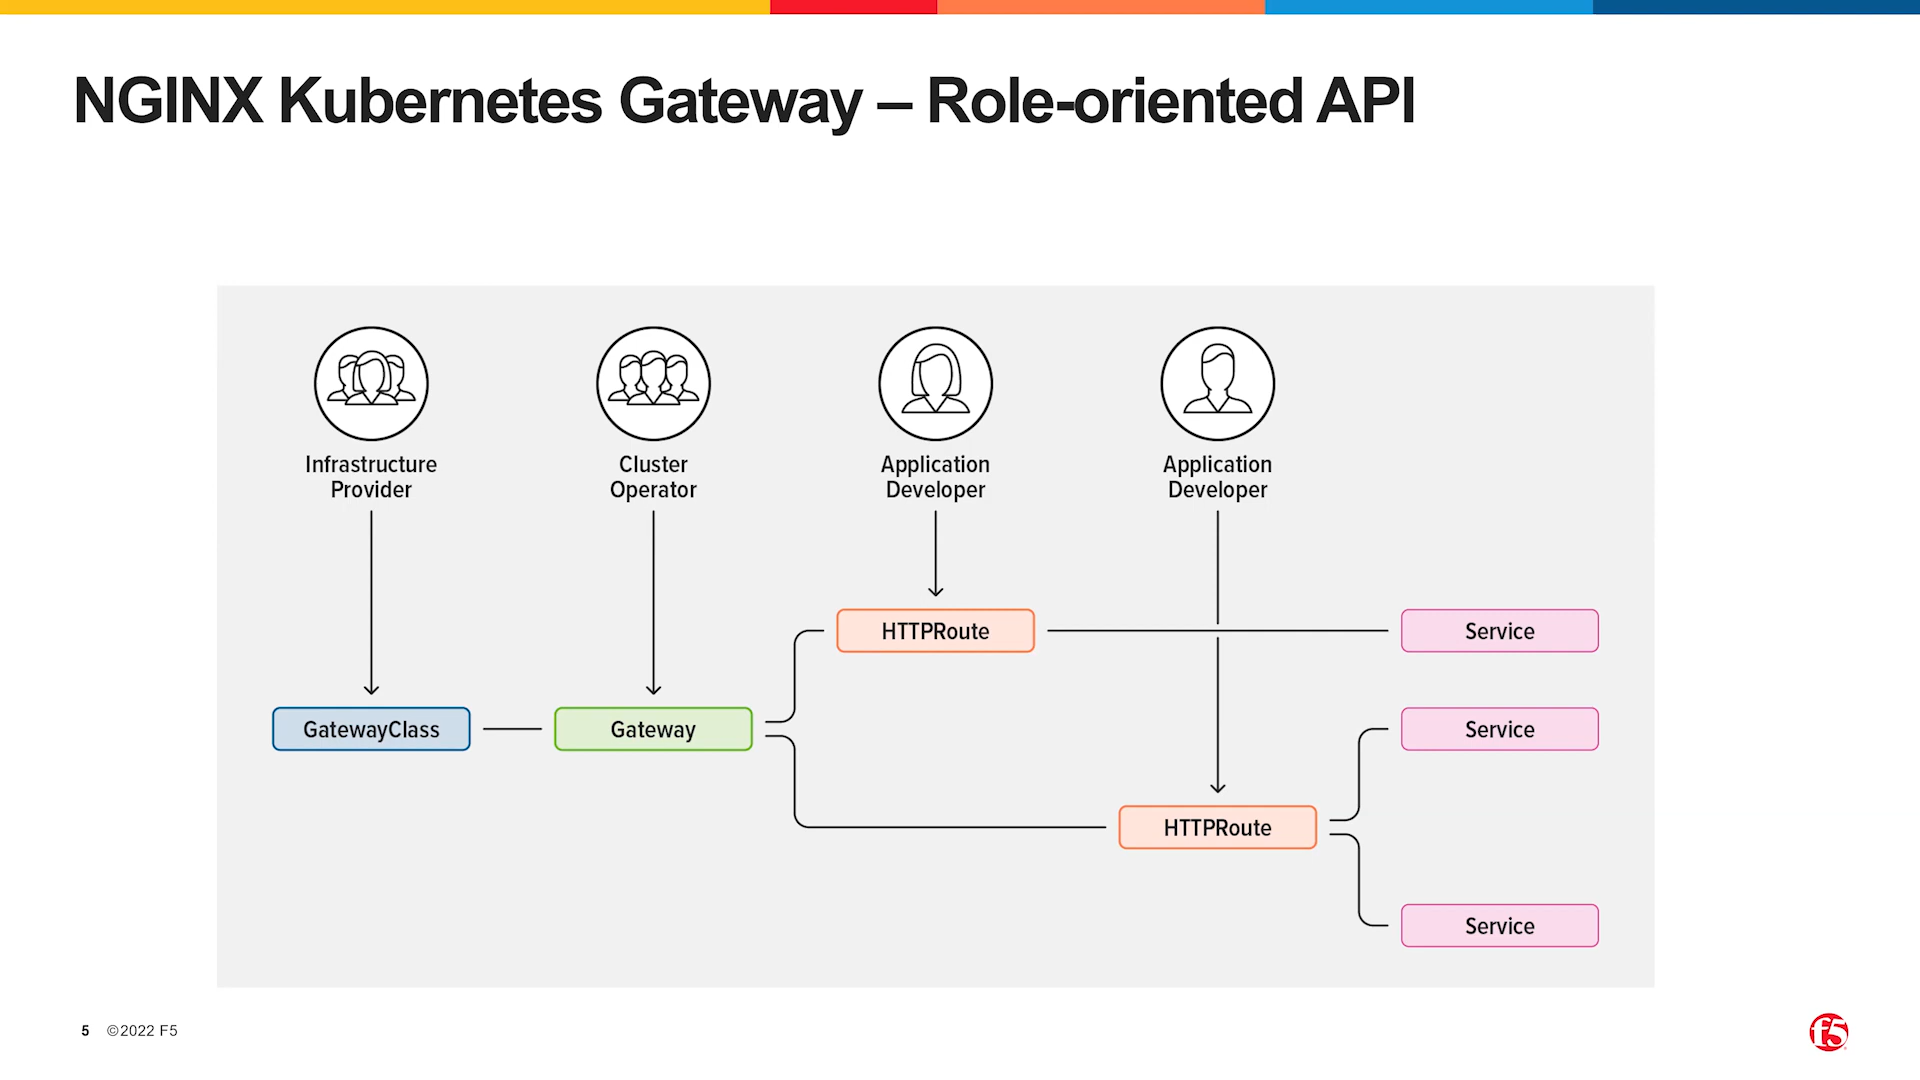 NGINX Kubernetes Gateway – Role-oriented API
Infrastructure
Provider
Cluster
Operator
Application
Developer
Application
Developer
HTTPRoute
Service
GatewayClass
Gateway
Service
HTTPRoute
Service
5 ©2022 F5
f5